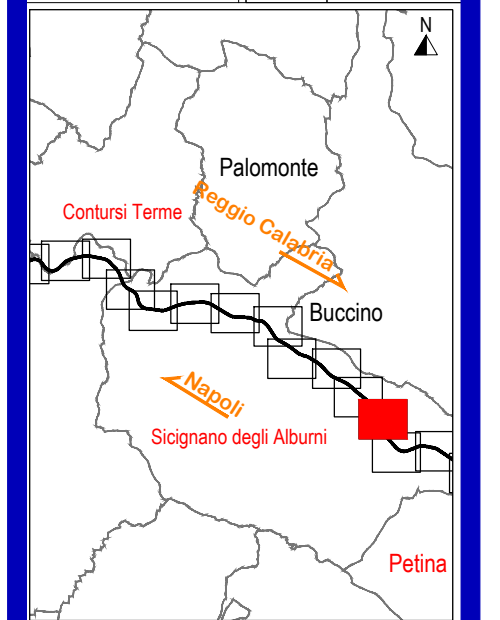 N
Palomonte
Reggio Calabria
Contursi Terme
Buccino
Napoli
Sicignano degli Alburni
Petina